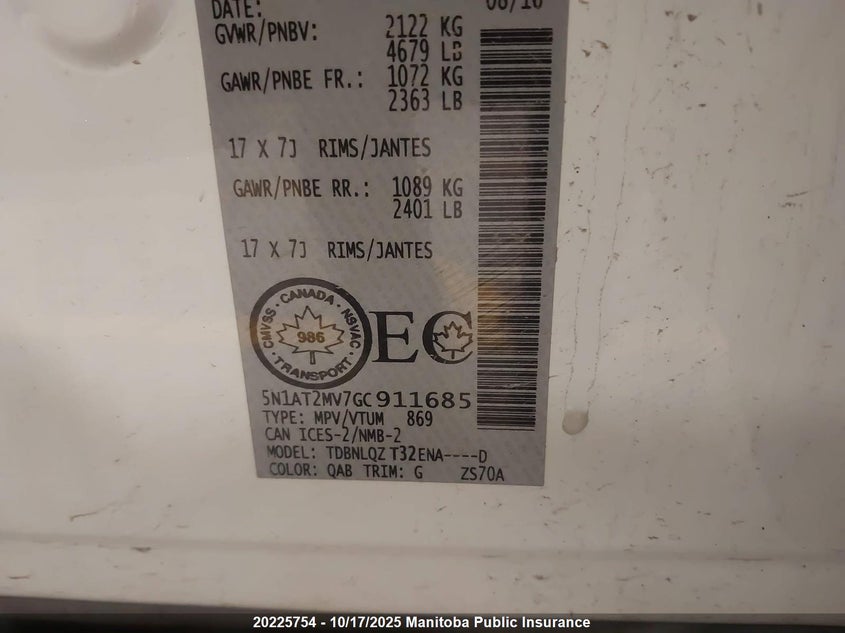 DATE: 08/16
GVWR/PNBV: 2122 KG
4679 LB
GAWR/PNBE FR.: 1072 KG
2363 LB
17 X 7J RIMS/JANTES
GAWR/PNBE RR.: 1089 KG
2401 LB
17 X 7J RIMS/JANTES
CMVSS · CANADA · NSVAC · TRANSPORT ·
986
EC
5N1AT2MV7GC911685
TYPE: MPV/VTUM 869
CAN ICES-2/NMB-2
MODEL: TDBNLQZ T32ENA----D
COLOR: QAB TRIM: G ZS70A
20225754 - 10/17/2025 Manitoba Public Insurance